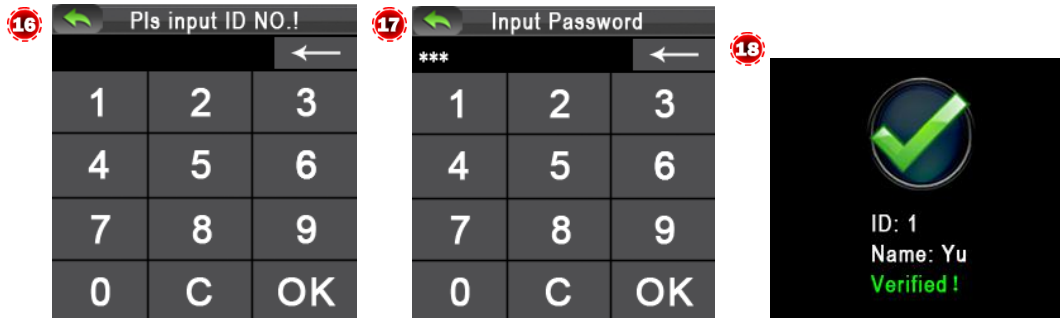 16
Pls input ID NO.!
1 2 3
4 5 6
7 8 9
0 C OK
17
Input Password
***
1 2 3
4 5 6
7 8 9
0 C OK
18
ID: 1
Name: Yu
Verified !